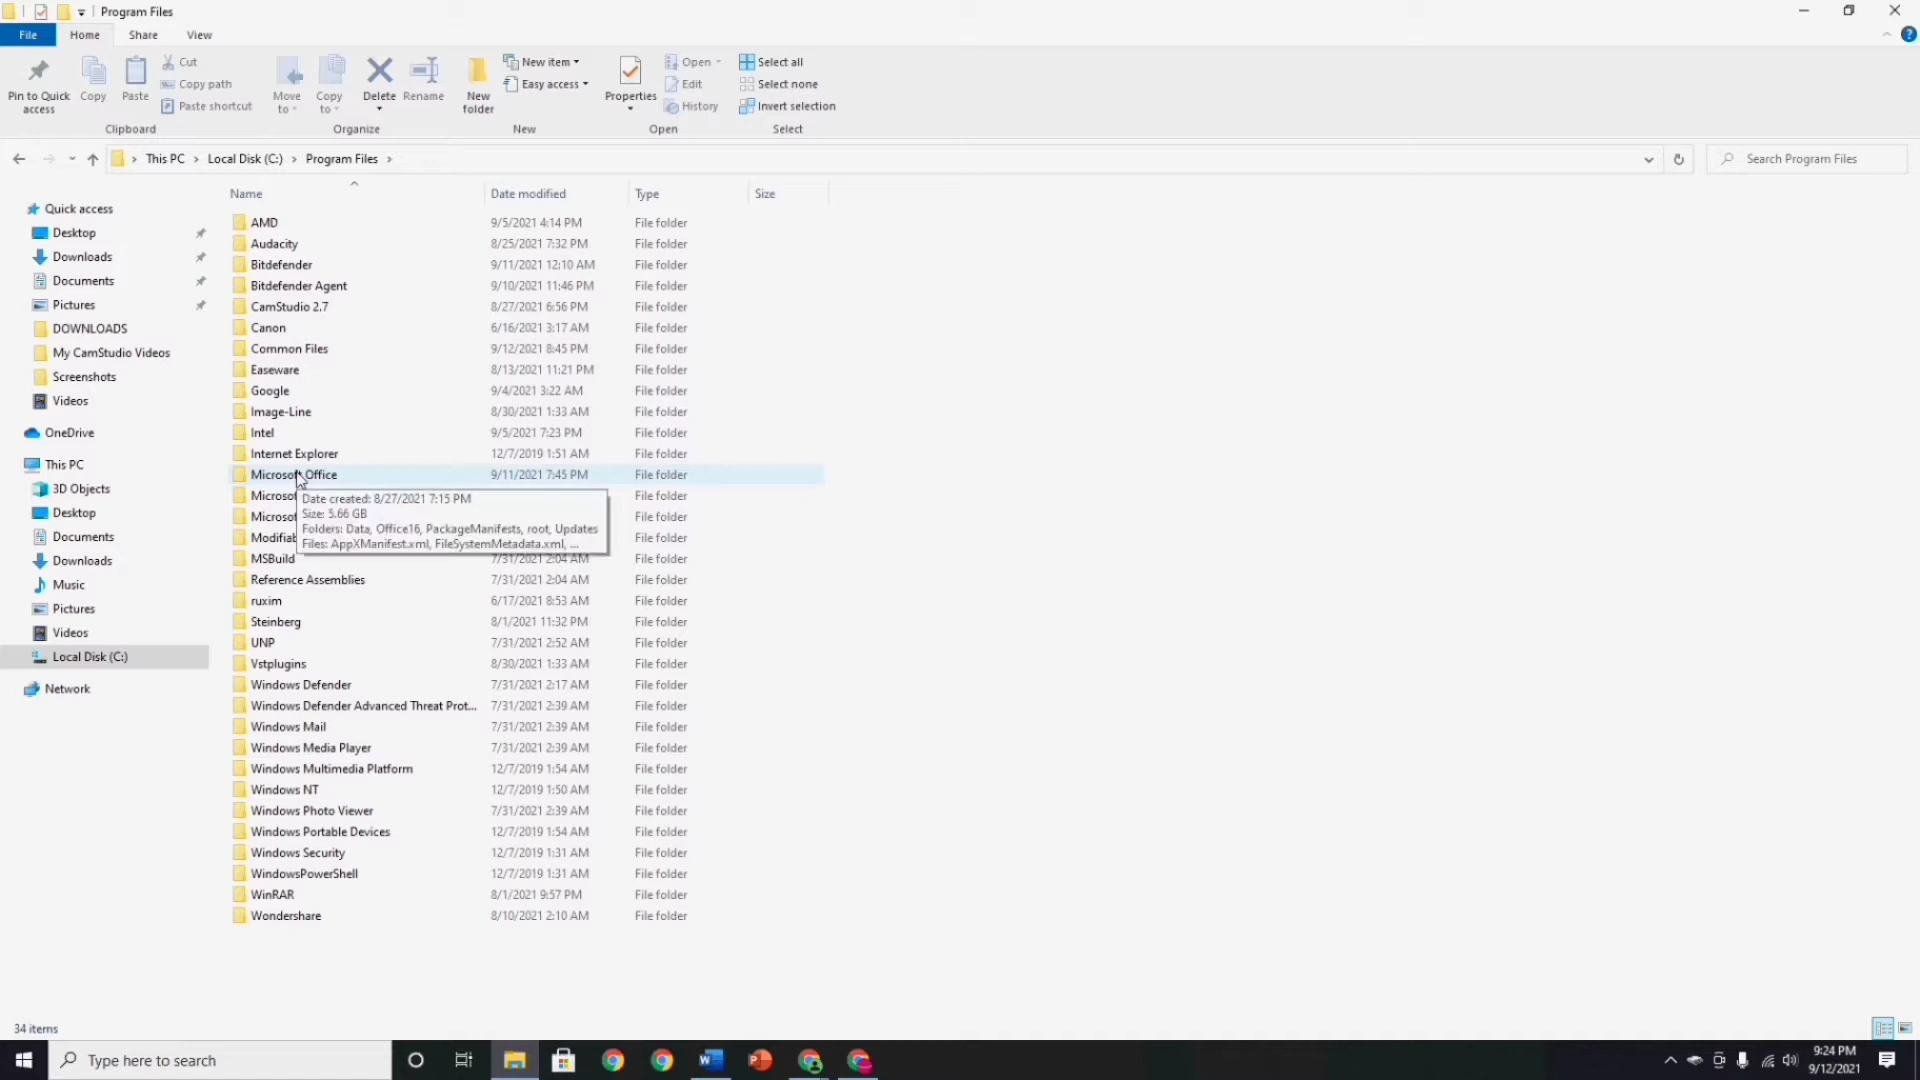 Program Files
File Home Share View
Pin to Quick access
Copy
Paste
Cut
Copy path
Paste shortcut
Clipboard
Move to
Copy to
Delete
Rename
Organize
New folder
New item
Easy access
New
Properties
Open
Edit
History
Open
Select all
Select none
Invert selection
Select
This PC > Local Disk (C:) > Program Files >
Search Program Files
Quick access
Desktop
Downloads
Documents
Pictures
DOWNLOADS
My CamStudio Videos
Screenshots
Videos
OneDrive
This PC
3D Objects
Desktop
Documents
Downloads
Music
Pictures
Videos
Local Disk (C:)
Network
Name Date modified Type Size
AMD 9/5/2021 4:14 PM File folder
Audacity 8/25/2021 7:32 PM File folder
Bitdefender 9/11/2021 12:10 AM File folder
Bitdefender Agent 9/10/2021 11:46 PM File folder
CamStudio 2.7 8/27/2021 6:56 PM File folder
Canon 6/16/2021 3:17 AM File folder
Common Files 9/12/2021 8:45 PM File folder
Easeware 8/13/2021 11:21 PM File folder
Google 9/4/2021 3:22 AM File folder
Image-Line 8/30/2021 1:33 AM File folder
Intel 9/5/2021 7:23 PM File folder
Internet Explorer 12/7/2019 1:51 AM File folder
Microsoft Office 9/11/2021 7:45 PM File folder
File folder
File folder
File folder
Date created: 8/27/2021 7:15 PM
Size: 5.66 GB
Folders: Data, Office16, PackageManifests, root, Updates
Files: AppXManifest.xml, FileSystemMetadata.xml, ...
MSBuild 7/31/2021 2:04 AM File folder
Reference Assemblies 7/31/2021 2:04 AM File folder
ruxim 6/17/2021 8:53 AM File folder
Steinberg 8/1/2021 11:32 PM File folder
UNP 7/31/2021 2:52 AM File folder
Vstplugins 8/30/2021 1:33 AM File folder
Windows Defender 7/31/2021 2:17 AM File folder
Windows Defender Advanced Threat Prot... 7/31/2021 2:39 AM File folder
Windows Mail 7/31/2021 2:39 AM File folder
Windows Media Player 7/31/2021 2:39 AM File folder
Windows Multimedia Platform 12/7/2019 1:54 AM File folder
Windows NT 12/7/2019 1:50 AM File folder
Windows Photo Viewer 7/31/2021 2:39 AM File folder
Windows Portable Devices 12/7/2019 1:54 AM File folder
Windows Security 12/7/2019 1:31 AM File folder
WindowsPowerShell 12/7/2019 1:31 AM File folder
WinRAR 8/1/2021 9:57 PM File folder
Wondershare 8/10/2021 2:10 AM File folder
34 items
Type here to search
9:24 PM
9/12/2021